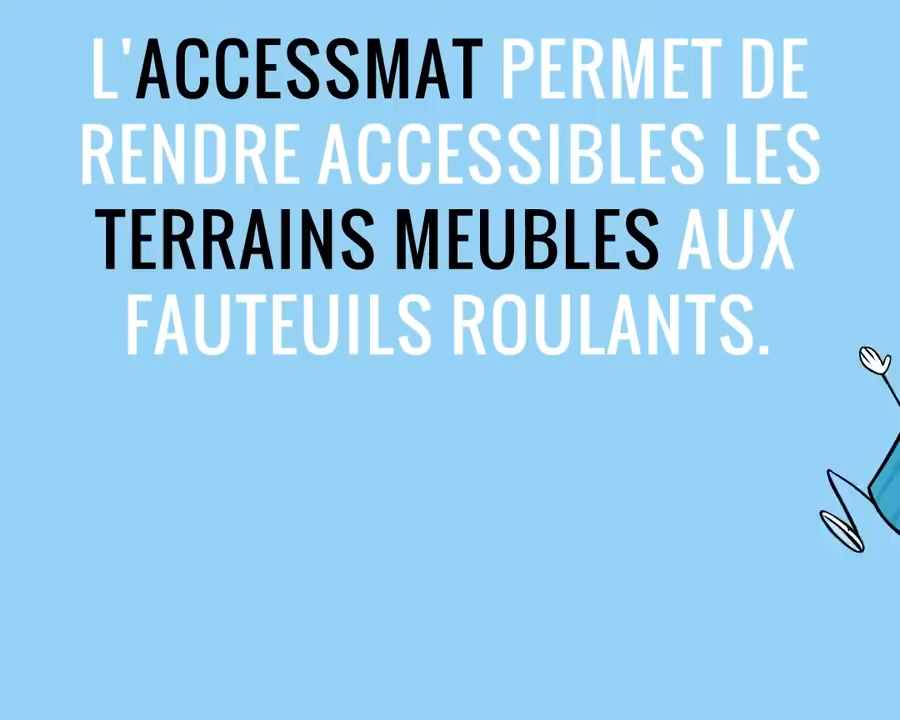 L'ACCESSMAT PERMET DE
RENDRE ACCESSIBLES LES
TERRAINS MEUBLES AUX
FAUTEUILS ROULANTS.